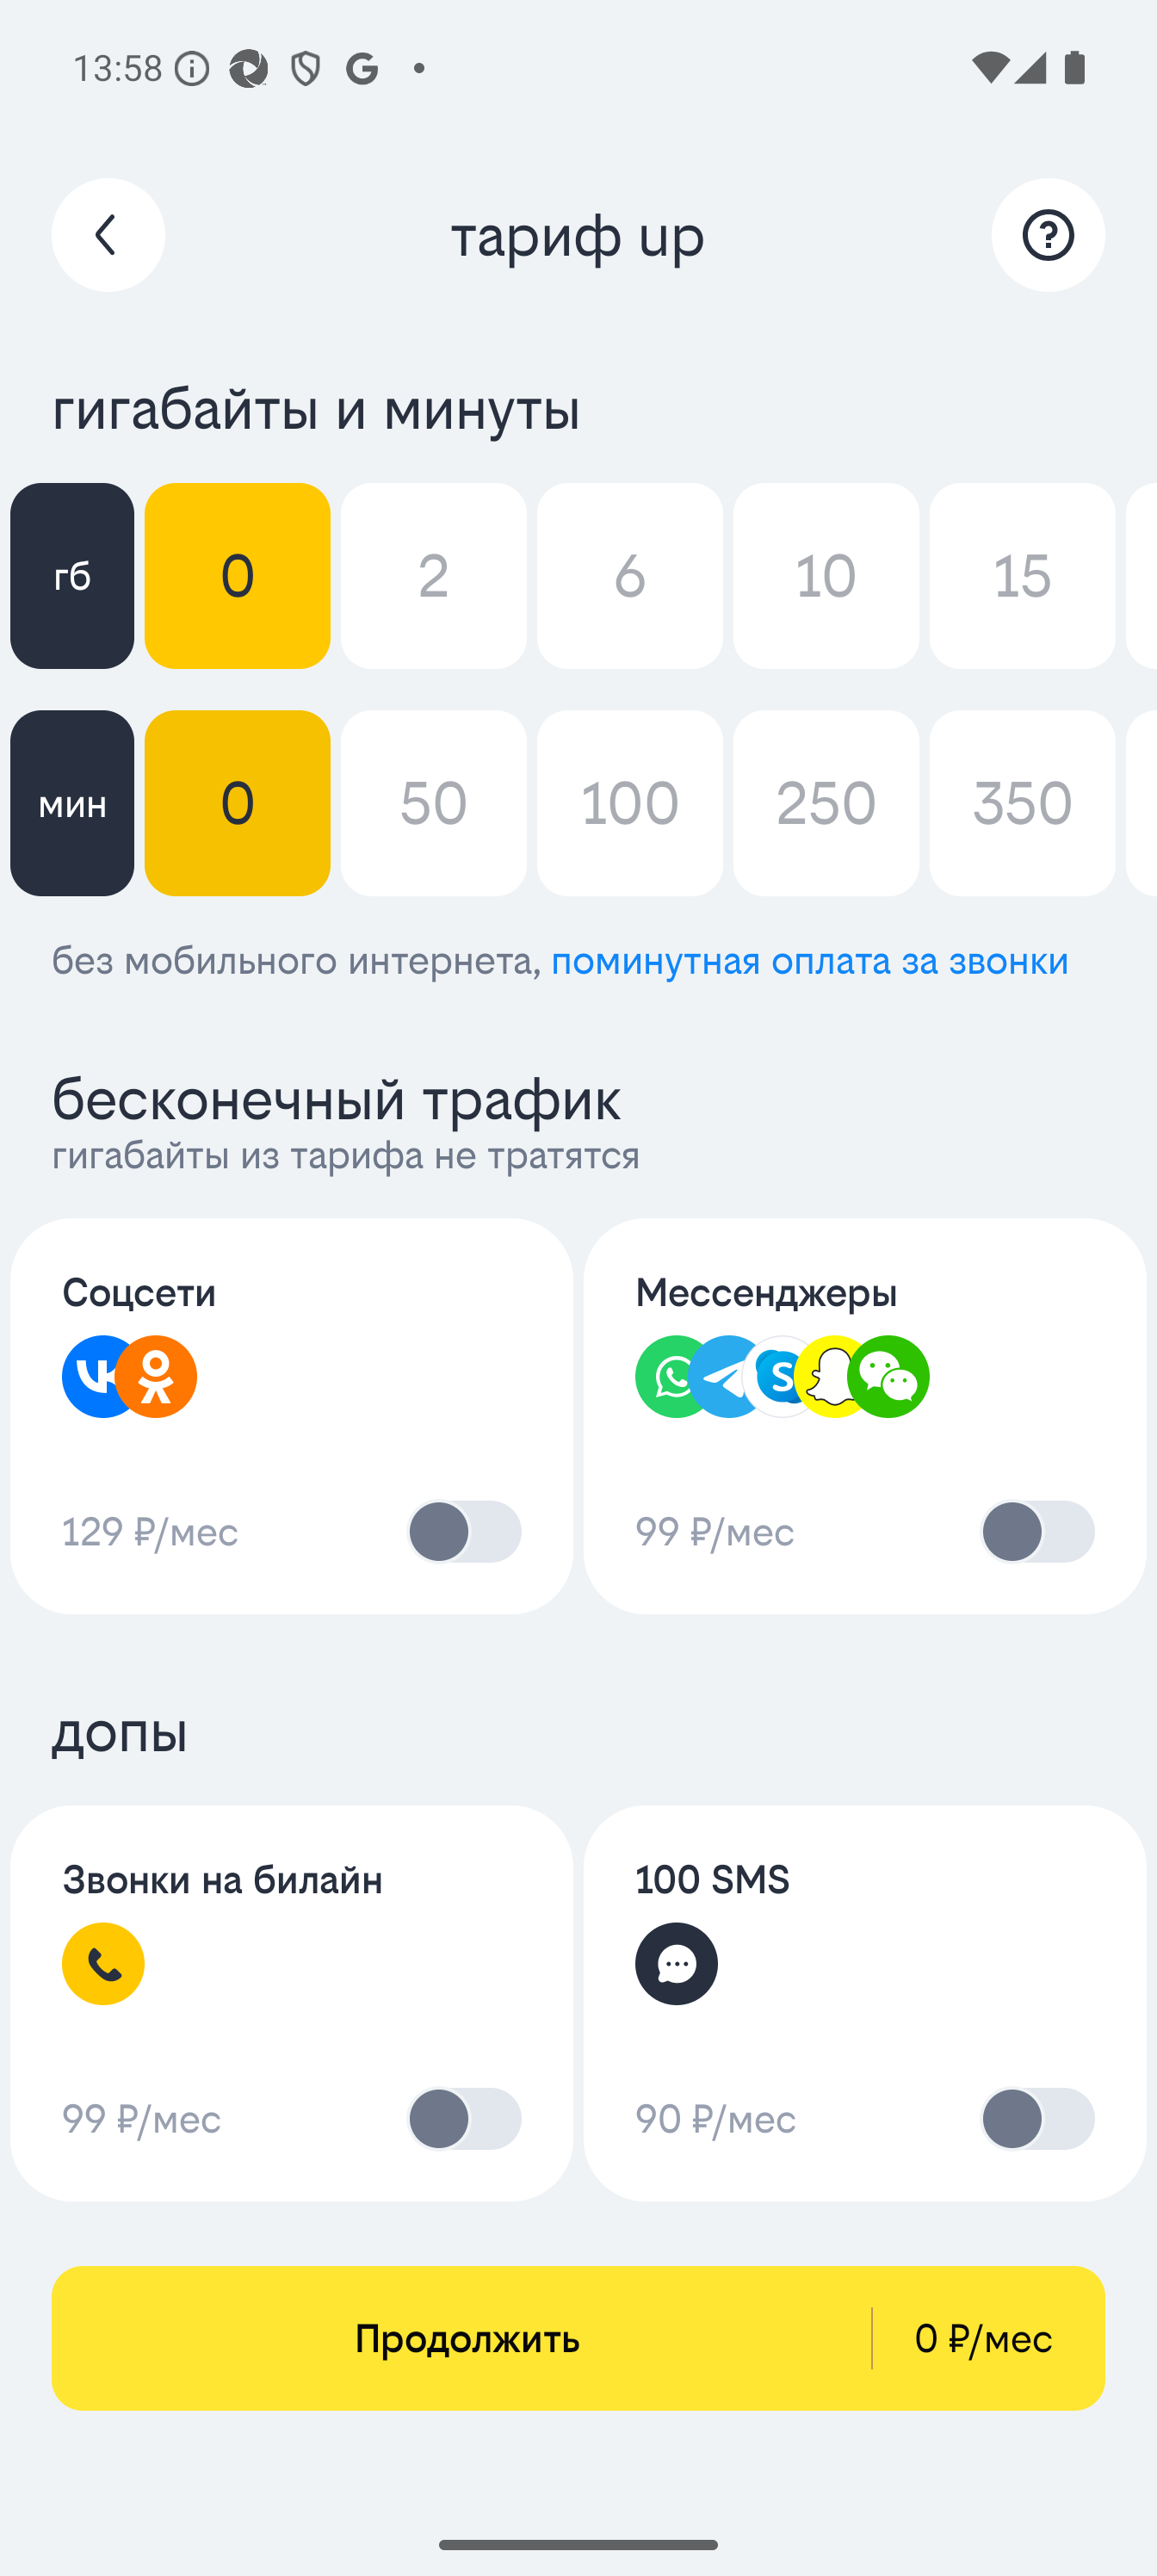 13:58
тариф up
гигабайты и минуты
гб 0 2 6 10 15
мин 0 50 100 250 350
без мобильного интернета, поминутная оплата за звонки
бесконечный трафик
гигабайты из тарифа не тратятся
Соцсети
Мессенджеры
129 ₽/мес
99 ₽/мес
допы
Звонки на билайн
100 SMS
99 ₽/мес
90 ₽/мес
Продолжить 0 ₽/мес